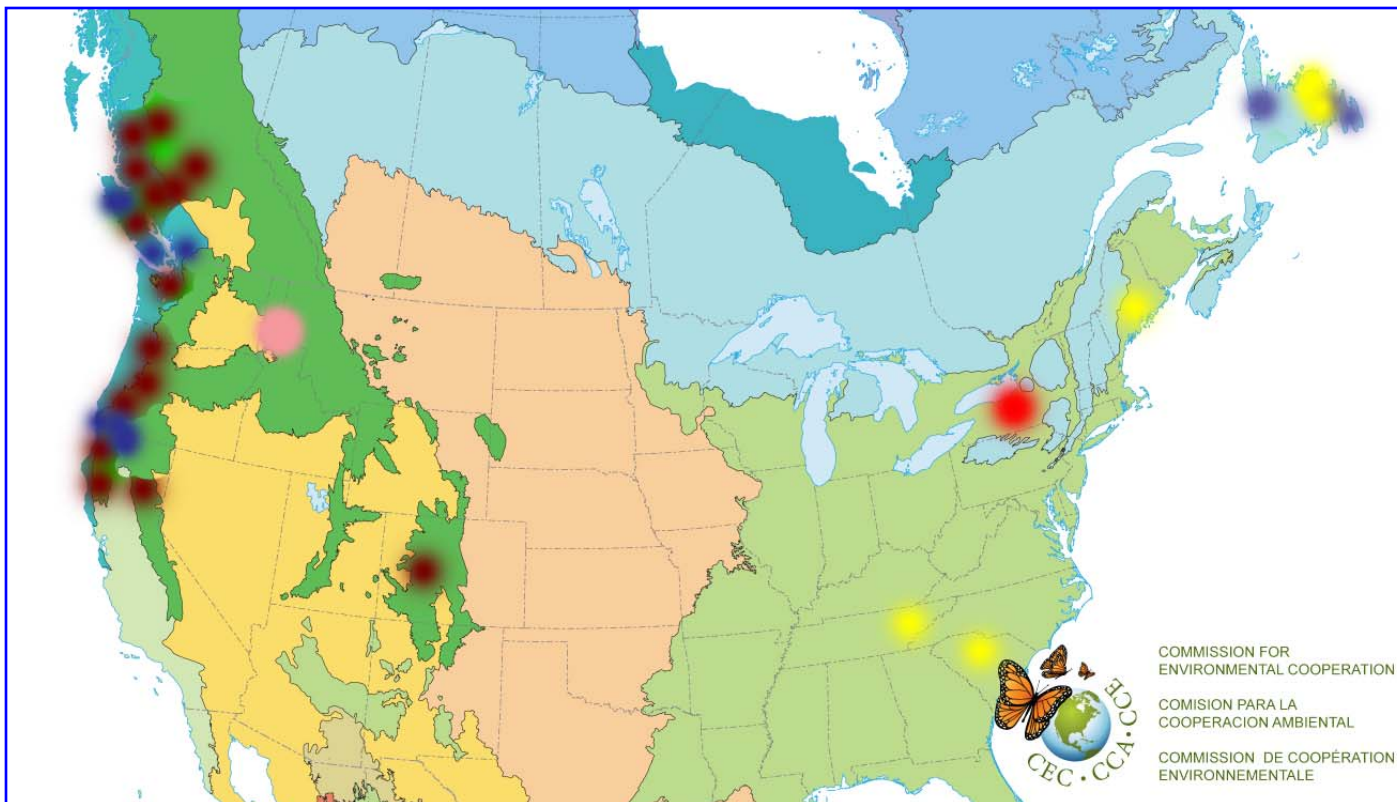 COMMISSION FOR
ENVIRONMENTAL COOPERATION
COMISION PARA LA
COOPERACION AMBIENTAL
COMMISSION DE COOPÉRATION
ENVIRONNEMENTALE
CEC · CCA · CCE